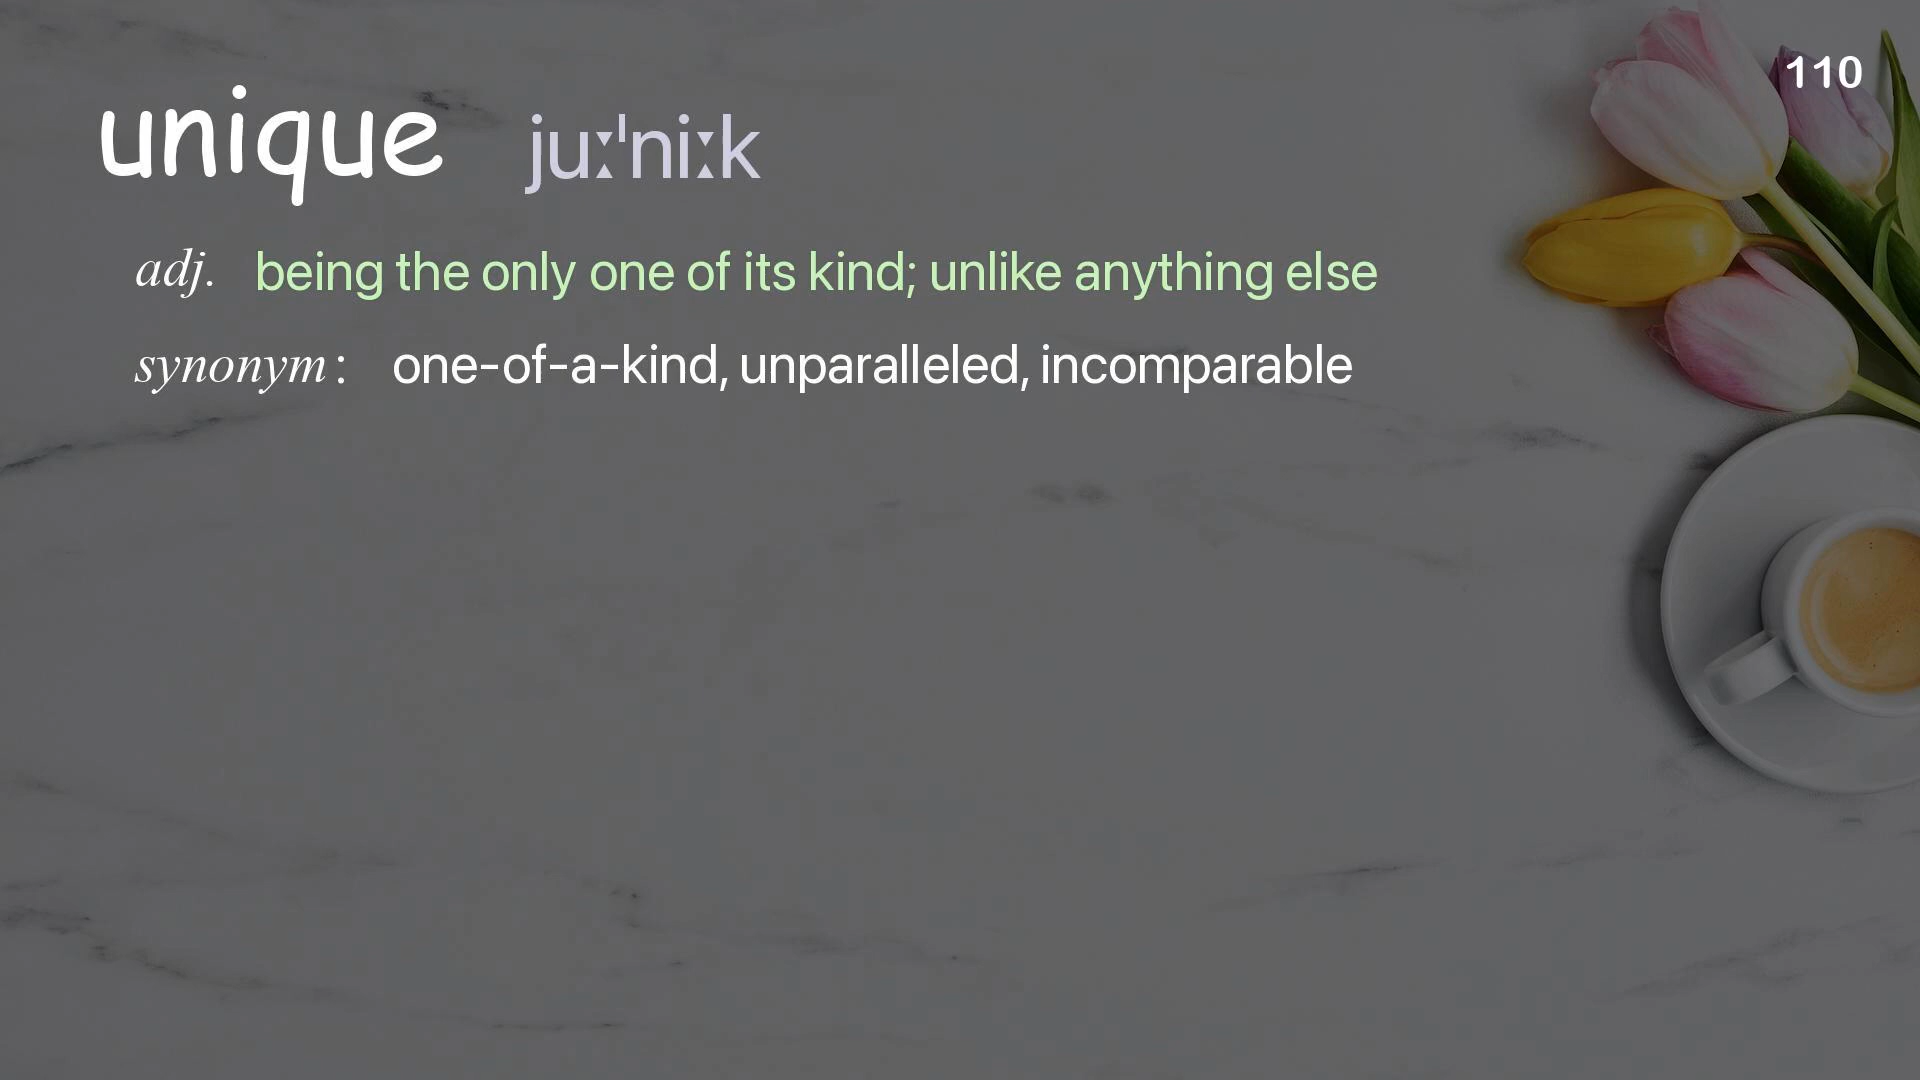 110
unique juːˈniːk
adj. being the only one of its kind; unlike anything else
synonym: one-of-a-kind, unparalleled, incomparable